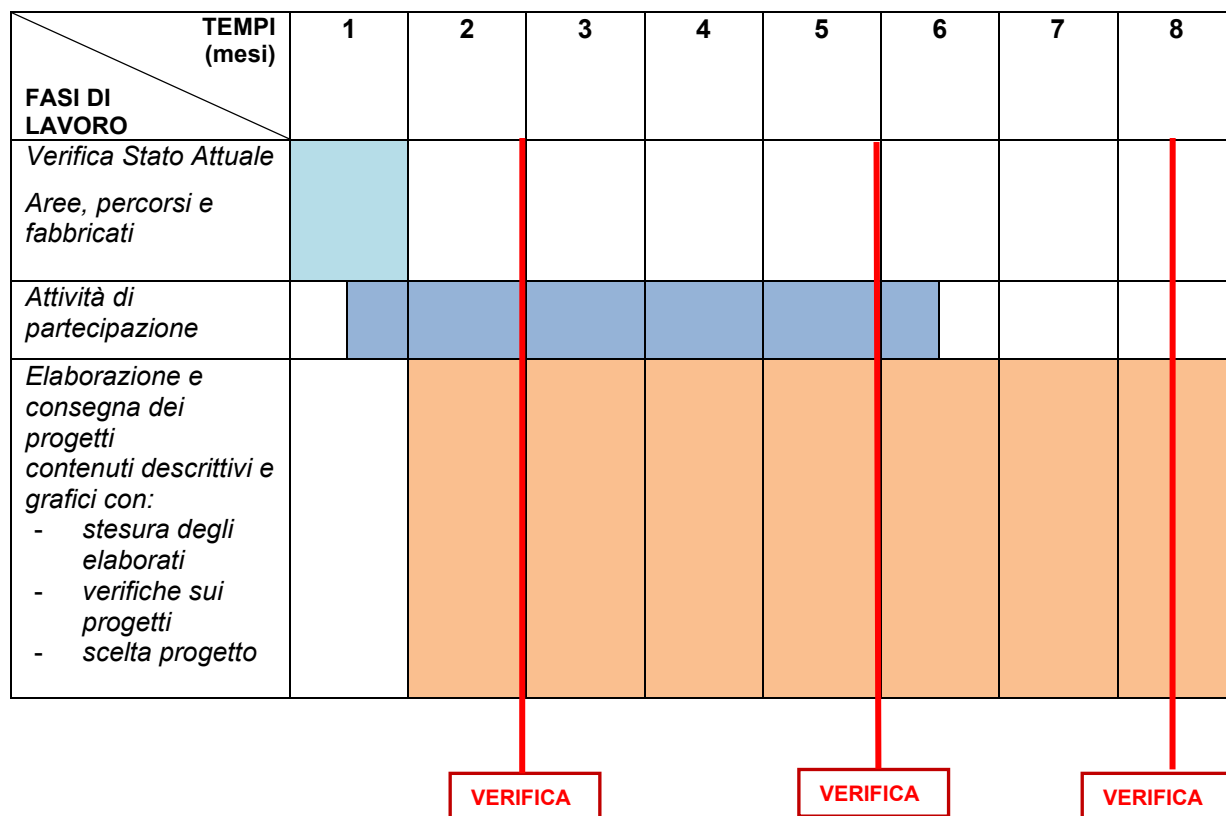 TEMPI
(mesi)
FASI DI
LAVORO
1 2 3 4 5 6 7 8
Verifica Stato Attuale
Aree, percorsi e
fabbricati
Attività di
partecipazione
Elaborazione e
consegna dei
progetti
contenuti descrittivi e
grafici con:
- stesura degli
elaborati
- verifiche sui
progetti
- scelta progetto
VERIFICA VERIFICA VERIFICA